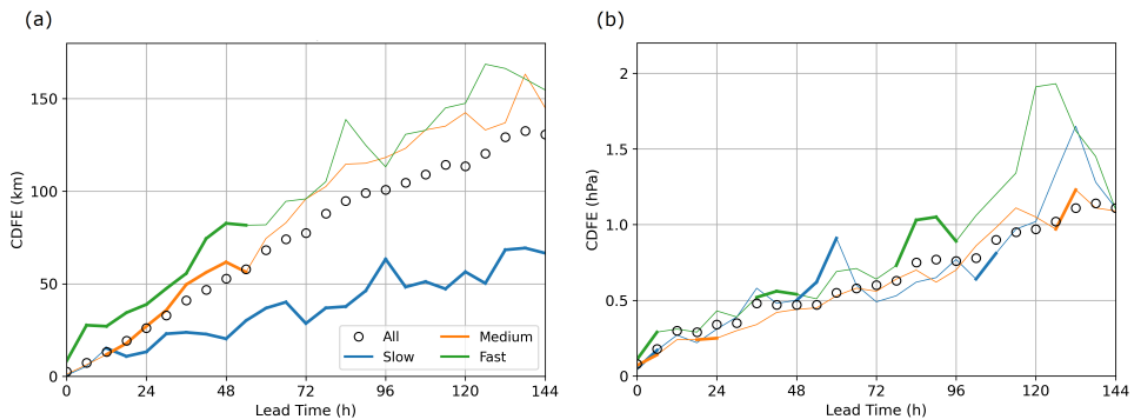 (a)
CDFE (km)
150
100
50
0
0 24 48 72 96 120 144
Lead Time (h)
All
Slow
Medium
Fast
(b)
CDFE (hPa)
2
1.5
1.0
0.5
0
0 24 48 72 96 120 144
Lead Time (h)